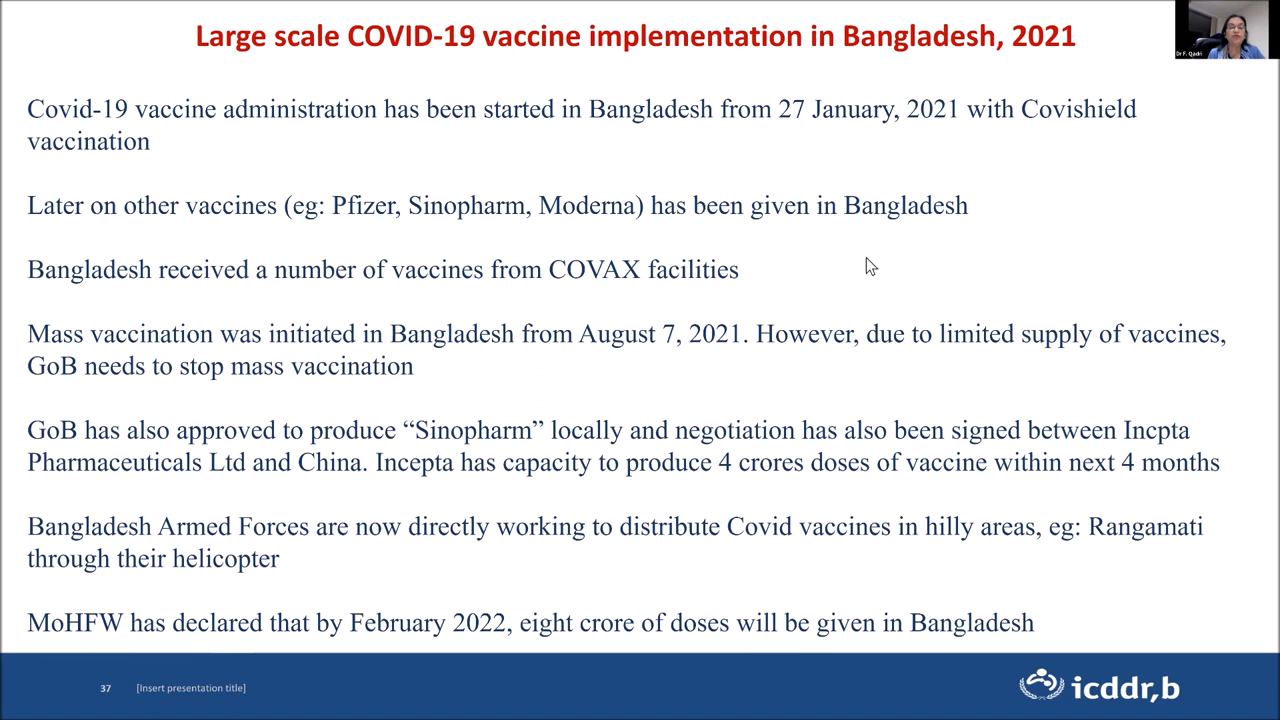 Large scale COVID-19 vaccine implementation in Bangladesh, 2021
Dr F. Qadri
Covid-19 vaccine administration has been started in Bangladesh from 27 January, 2021 with Covishield
vaccination
Later on other vaccines (eg: Pfizer, Sinopharm, Moderna) has been given in Bangladesh
Bangladesh received a number of vaccines from COVAX facilities
Mass vaccination was initiated in Bangladesh from August 7, 2021. However, due to limited supply of vaccines,
GoB needs to stop mass vaccination
GoB has also approved to produce “Sinopharm” locally and negotiation has also been signed between Incpta
Pharmaceuticals Ltd and China. Incepta has capacity to produce 4 crores doses of vaccine within next 4 months
Bangladesh Armed Forces are now directly working to distribute Covid vaccines in hilly areas, eg: Rangamati
through their helicopter
MoHFW has declared that by February 2022, eight crore of doses will be given in Bangladesh
37 [Insert presentation title]
icddr,b